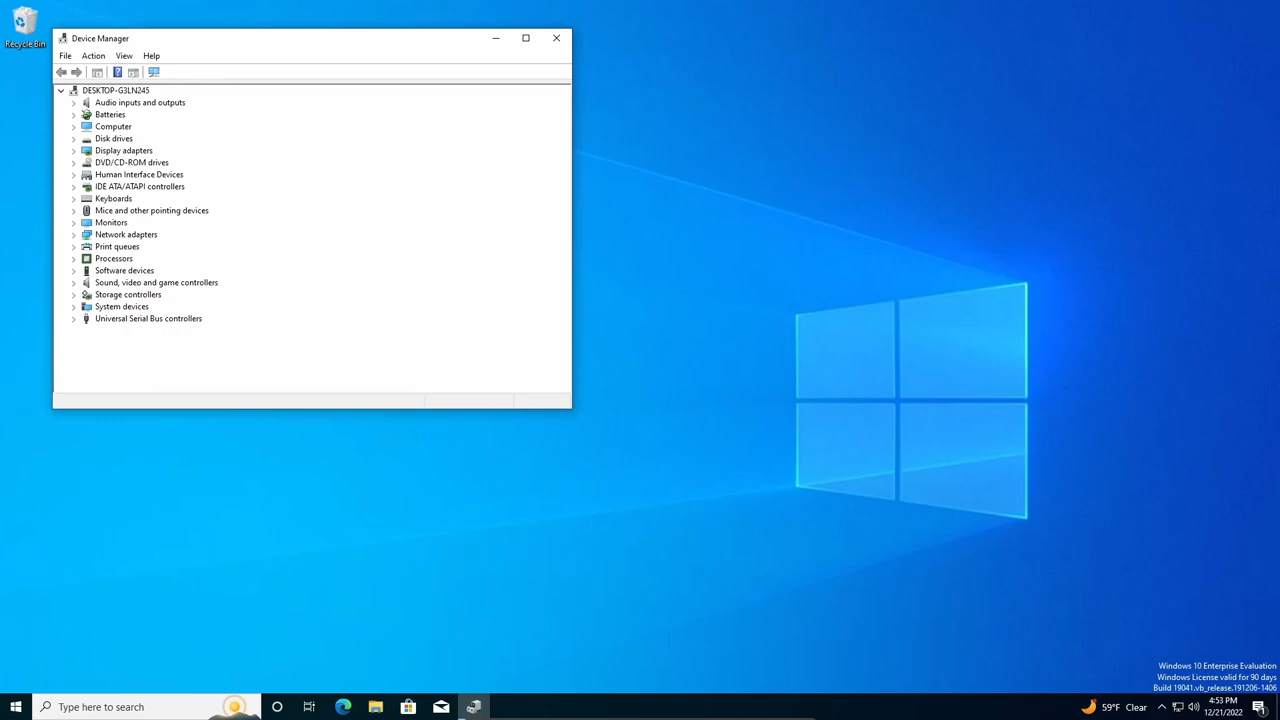 Recycle Bin
Device Manager
File Action View Help
DESKTOP-G3LN245
Audio inputs and outputs
Batteries
Computer
Disk drives
Display adapters
DVD/CD-ROM drives
Human Interface Devices
IDE ATA/ATAPI controllers
Keyboards
Mice and other pointing devices
Monitors
Network adapters
Print queues
Processors
Software devices
Sound, video and game controllers
Storage controllers
System devices
Universal Serial Bus controllers
Windows 10 Enterprise Evaluation
Windows License valid for 90 days
Build 19041.vb_release.191206-1406
Type here to search
59°F Clear
4:53 PM
12/21/2022
1